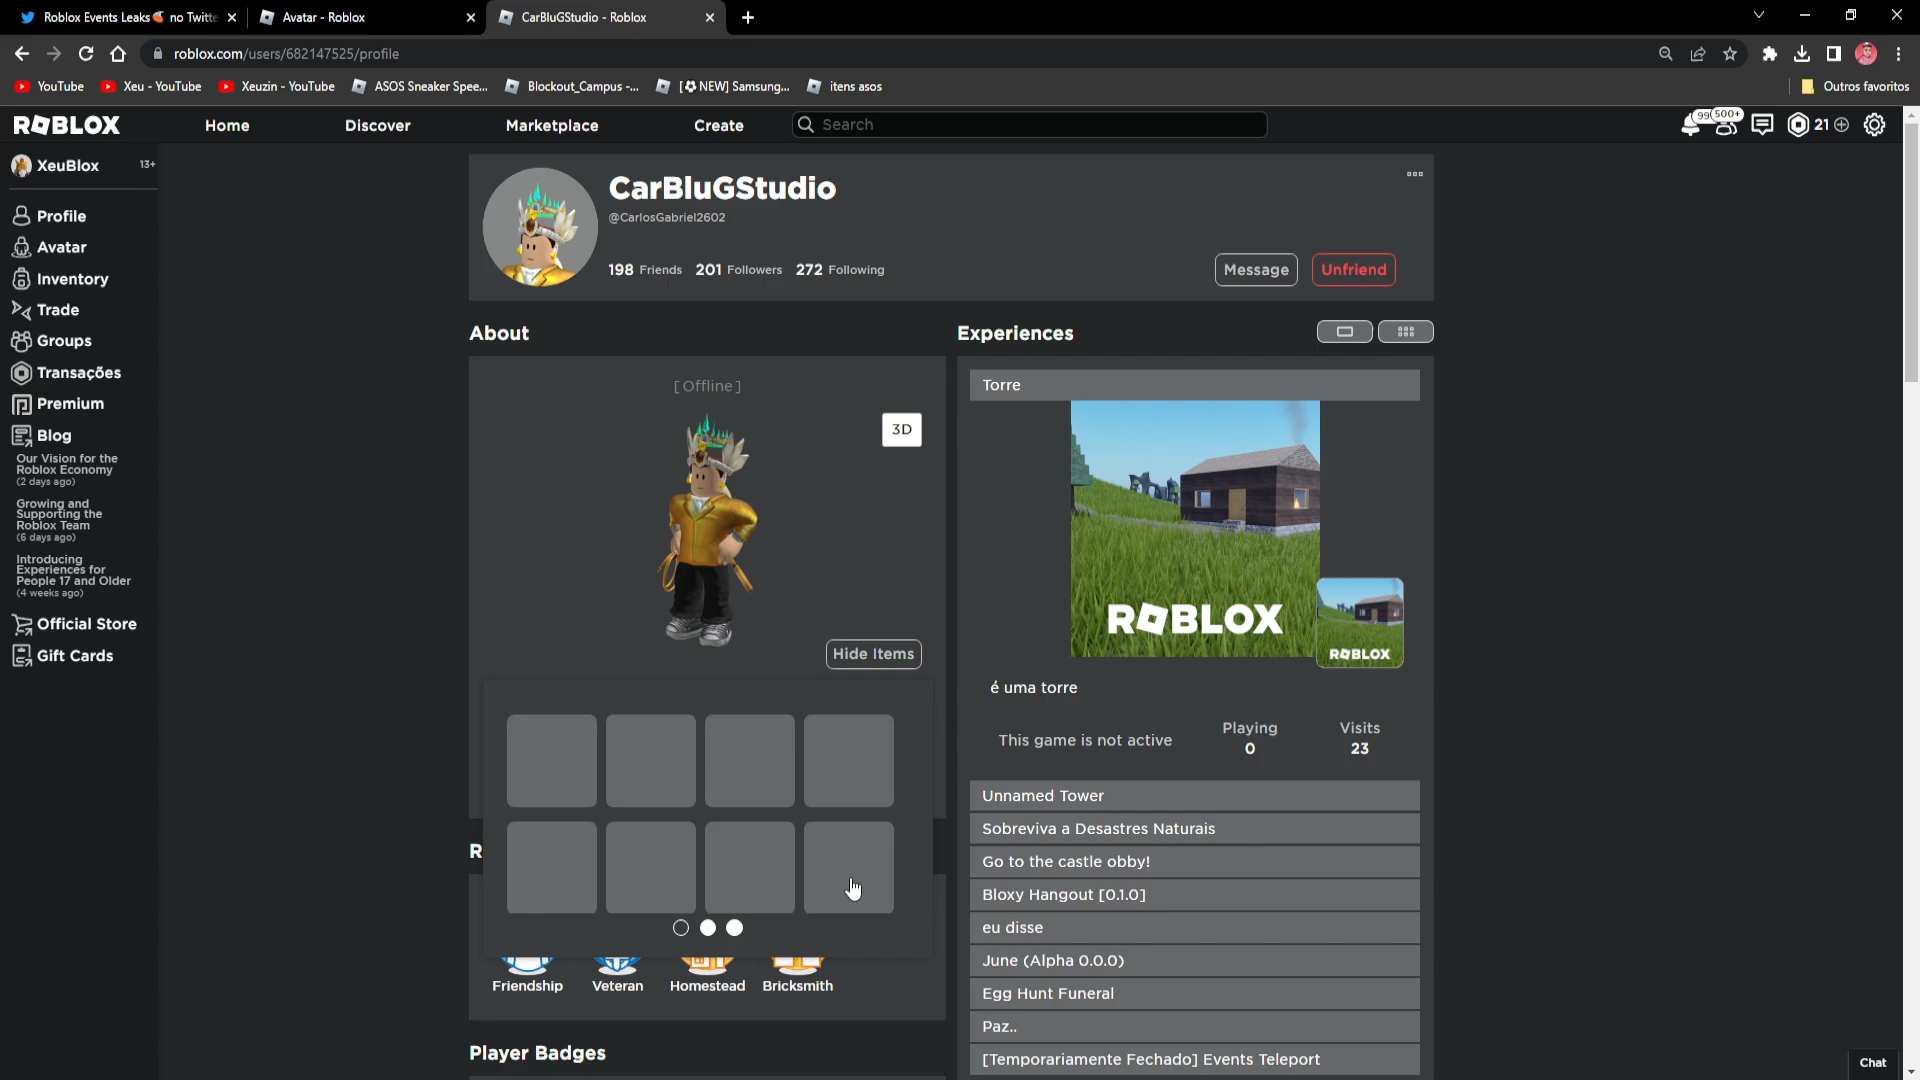 Roblox Events Leaks🍕 no Twitte
Avatar - Roblox
CarBluGStudio - Roblox
roblox.com/users/682147525/profile
YouTube
Xeu - YouTube
Xeuzin - YouTube
ASOS Sneaker Spee...
Blockout_Campus -...
[⚽NEW] Samsung...
itens asos
Outros favoritos
ROBLOX
Home
Discover
Marketplace
Create
Search
99
500+
21
XeuBlox
13+
Profile
Avatar
Inventory
Trade
Groups
Transações
Premium
Blog
Our Vision for the
Roblox Economy
(2 days ago)
Growing and
Supporting the
Roblox Team
(6 days ago)
Introducing
Experiences for
People 17 and Older
(4 weeks ago)
Official Store
Gift Cards
CarBluGStudio
@CarlosGabriel2602
198 Friends
201 Followers
272 Following
Message
Unfriend
About
[ Offline ]
3D
Hide Items
R
Friendship
Veteran
Homestead
Bricksmith
Player Badges
Experiences
Torre
ROBLOX
ROBLOX
é uma torre
This game is not active
Playing
0
Visits
23
Unnamed Tower
Sobreviva a Desastres Naturais
Go to the castle obby!
Bloxy Hangout [0.1.0]
eu disse
June (Alpha 0.0.0)
Egg Hunt Funeral
Paz..
[Temporariamente Fechado] Events Teleport
Chat